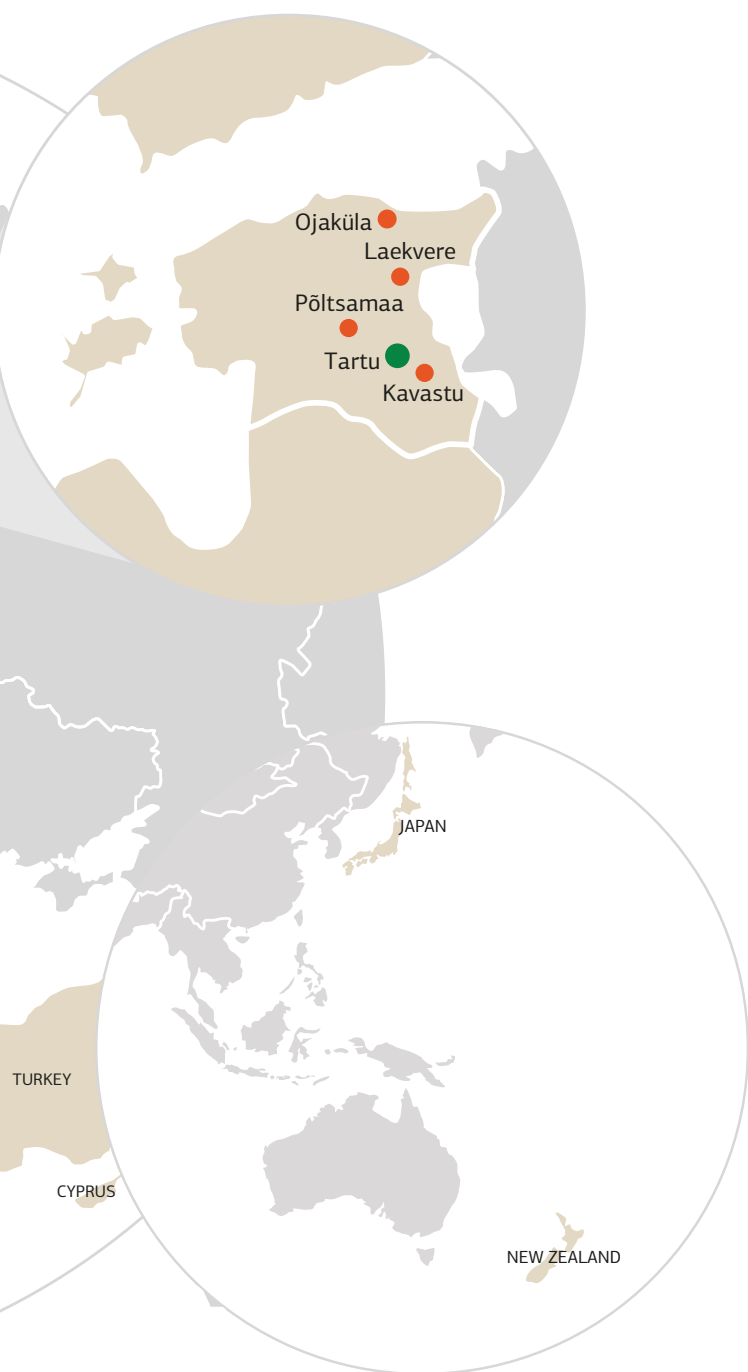 Ojaküla
Laekvere
Põltsamaa
Tartu
Kavastu
JAPAN
TURKEY
CYPRUS
NEW ZEALAND